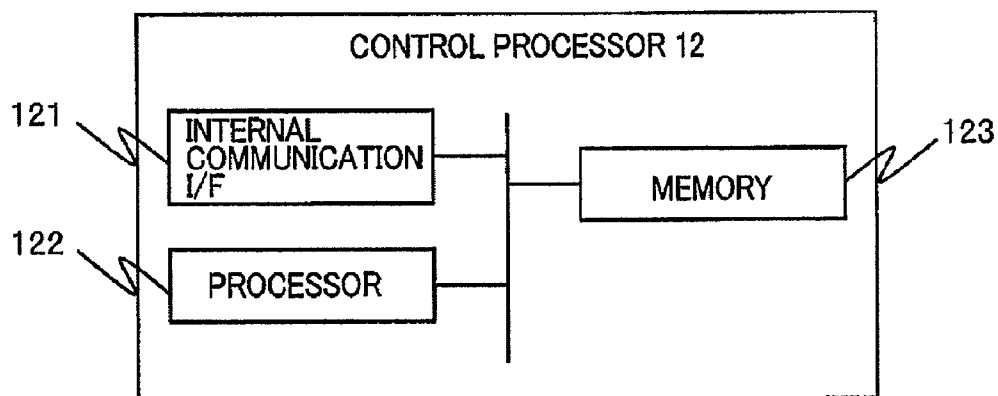 CONTROL PROCESSOR 12
121
INTERNAL
COMMUNICATION
I/F
123
MEMORY
122
PROCESSOR